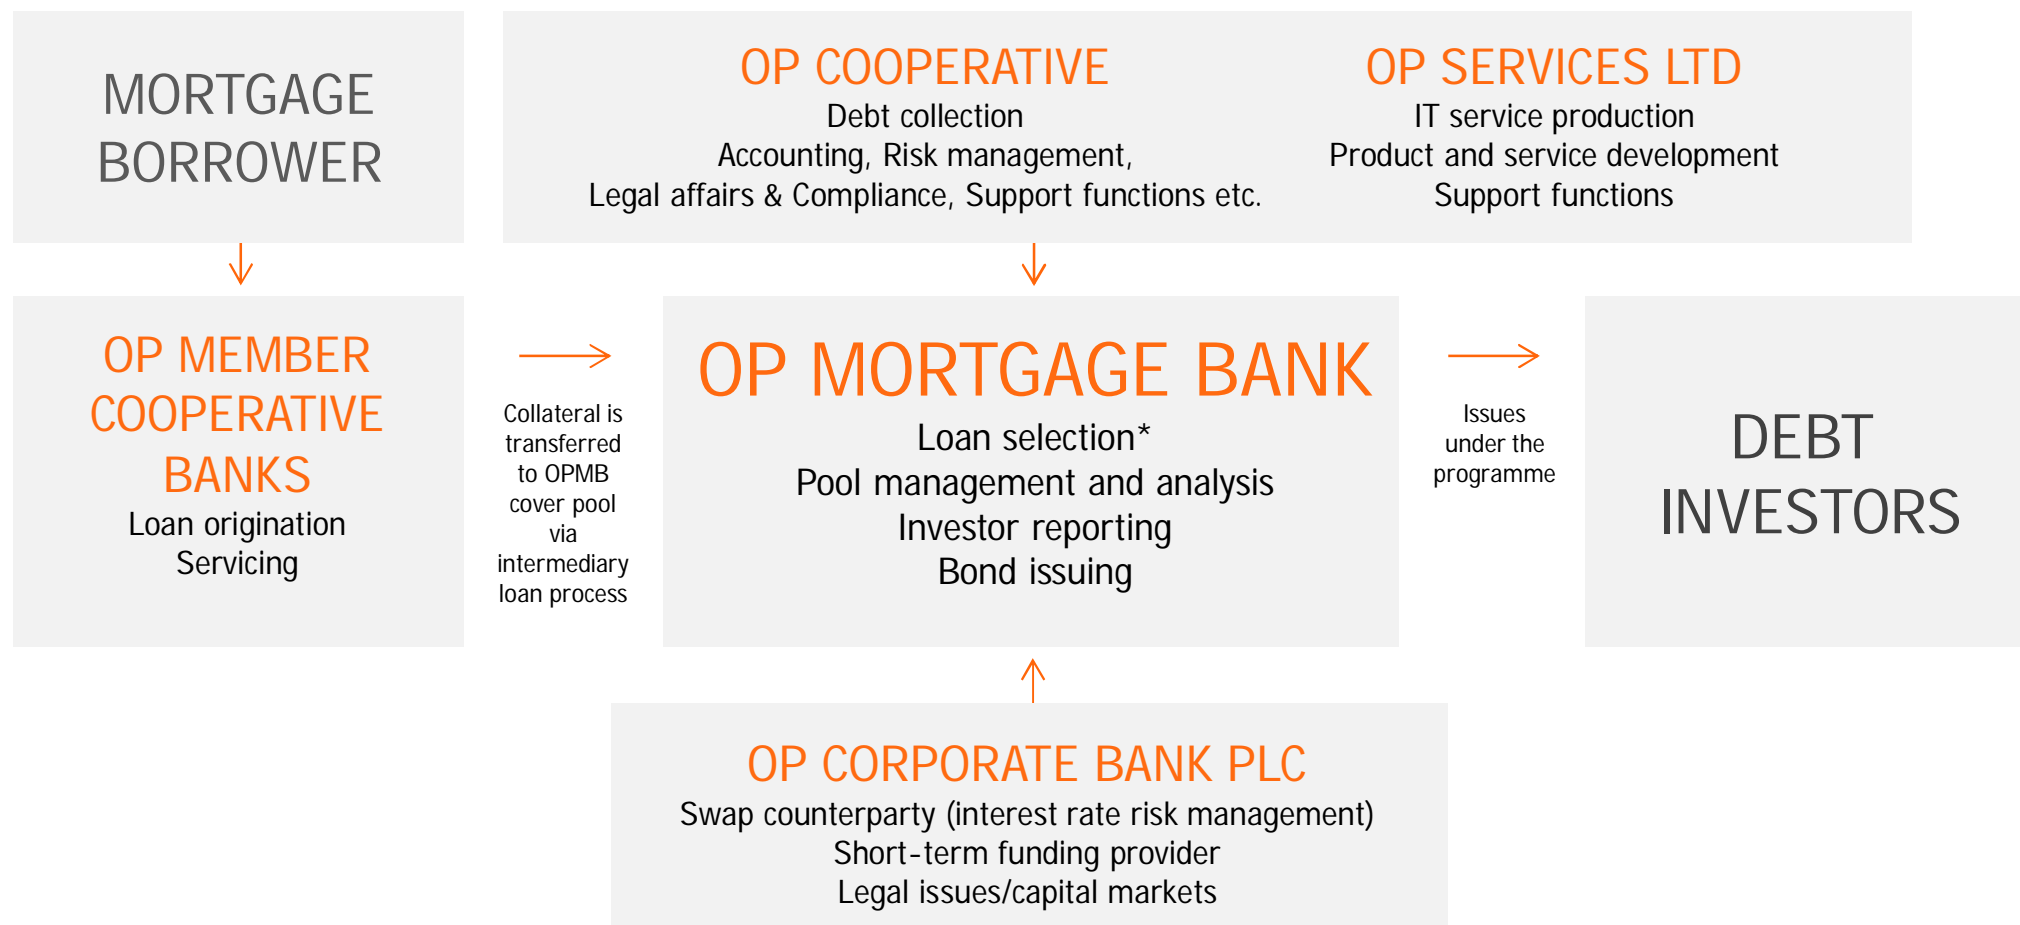 MORTGAGE
BORROWER
OP COOPERATIVE
Debt collection
Accounting, Risk management,
Legal affairs & Compliance, Support functions etc.
OP SERVICES LTD
IT service production
Product and service development
Support functions
OP MEMBER
COOPERATIVE
BANKS
Loan origination
Servicing
Collateral is
transferred
to OPMB
cover pool
via
intermediary
loan process
OP MORTGAGE BANK
Loan selection*
Pool management and analysis
Investor reporting
Bond issuing
Issues
under the
programme
DEBT
INVESTORS
OP CORPORATE BANK PLC
Swap counterparty (interest rate risk management)
Short-term funding provider
Legal issues/capital markets